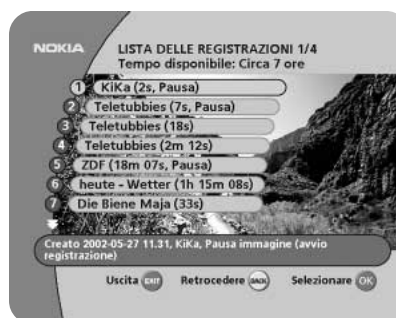 NOKIA
LISTA DELLE REGISTRAZIONI 1/4
Tempo disponibile: Circa 7 ore
1 KiKa (2s, Pausa)
2 Teletubbies (7s, Pausa)
3 Teletubbies (18s)
4 Teletubbies (2m 12s)
5 ZDF (18m 07s, Pausa)
6 heute - Wetter (1h 15m 08s)
7 Die Biene Maja (33s)
Creato 2002-05-27 11.31, KiKa, Pausa immagine (avvio
registrazione)
Uscita EXIT Retrocedere BACK Selezionare OK